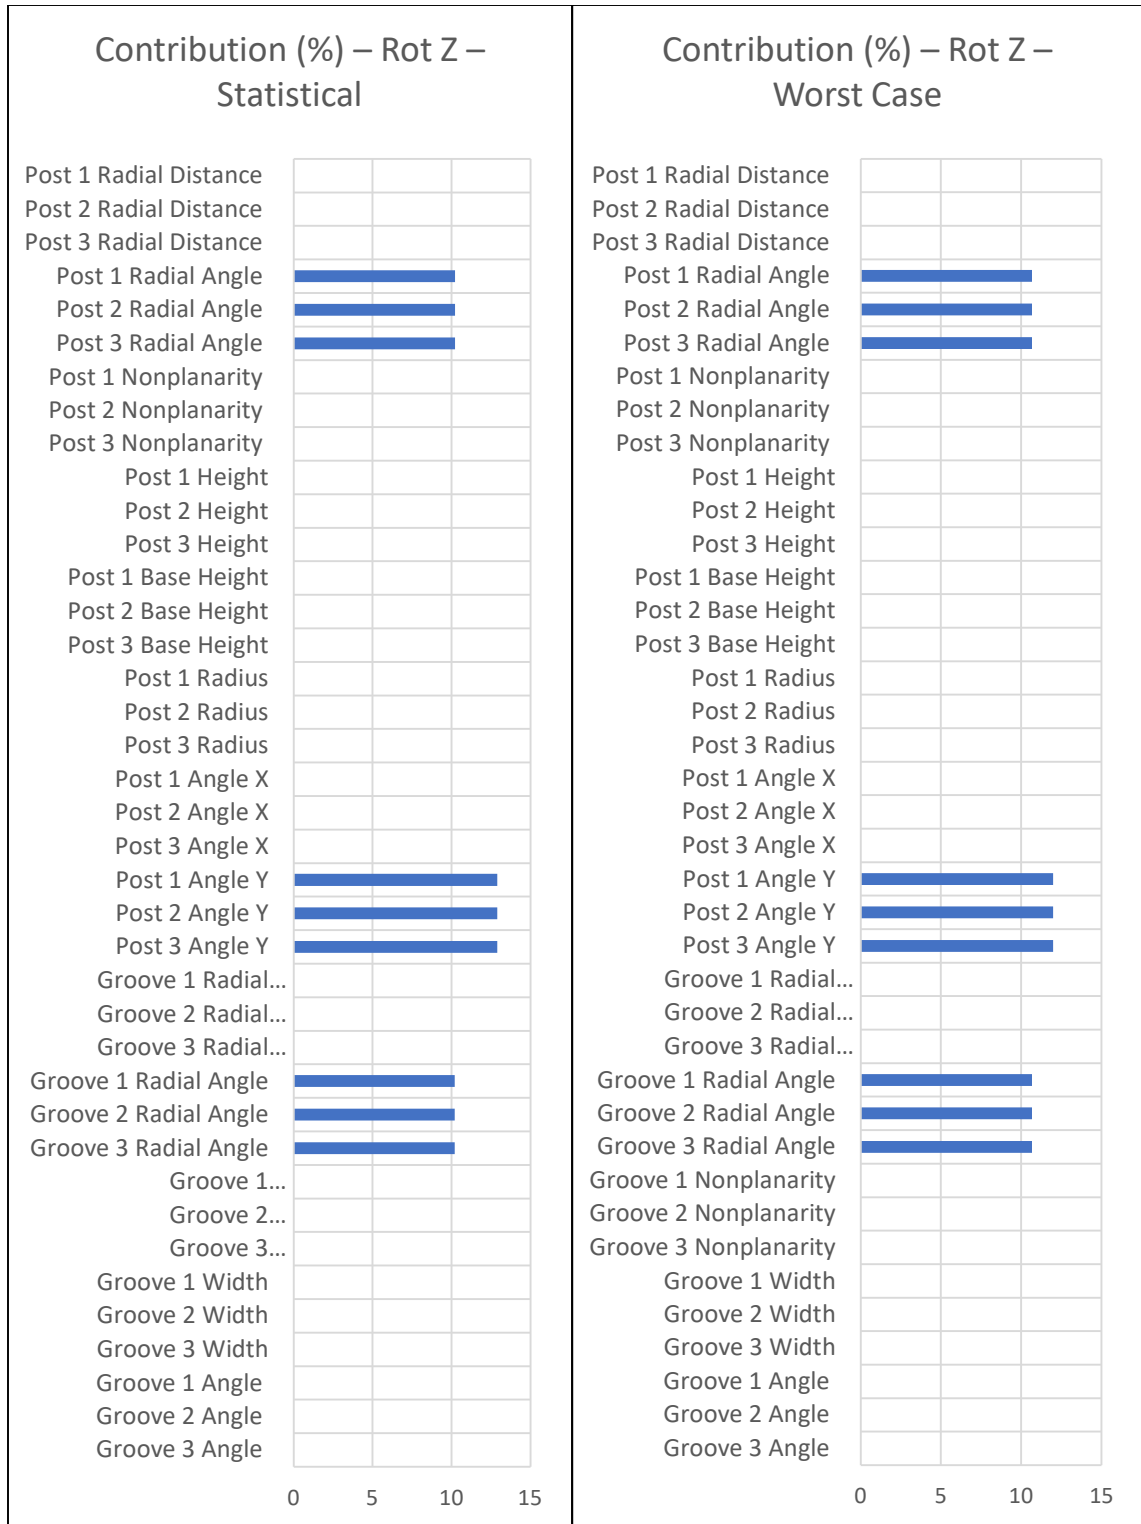 Contribution (%) – Rot Z –
Statistical
Post 1 Radial Distance
Post 2 Radial Distance
Post 3 Radial Distance
Post 1 Radial Angle
Post 2 Radial Angle
Post 3 Radial Angle
Post 1 Nonplanarity
Post 2 Nonplanarity
Post 3 Nonplanarity
Post 1 Height
Post 2 Height
Post 3 Height
Post 1 Base Height
Post 2 Base Height
Post 3 Base Height
Post 1 Radius
Post 2 Radius
Post 3 Radius
Post 1 Angle X
Post 2 Angle X
Post 3 Angle X
Post 1 Angle Y
Post 2 Angle Y
Post 3 Angle Y
Groove 1 Radial...
Groove 2 Radial...
Groove 3 Radial...
Groove 1 Radial Angle
Groove 2 Radial Angle
Groove 3 Radial Angle
Groove 1...
Groove 2...
Groove 3...
Groove 1 Width
Groove 2 Width
Groove 3 Width
Groove 1 Angle
Groove 2 Angle
Groove 3 Angle
0 5 10 15
Contribution (%) – Rot Z –
Worst Case
Post 1 Radial Distance
Post 2 Radial Distance
Post 3 Radial Distance
Post 1 Radial Angle
Post 2 Radial Angle
Post 3 Radial Angle
Post 1 Nonplanarity
Post 2 Nonplanarity
Post 3 Nonplanarity
Post 1 Height
Post 2 Height
Post 3 Height
Post 1 Base Height
Post 2 Base Height
Post 3 Base Height
Post 1 Radius
Post 2 Radius
Post 3 Radius
Post 1 Angle X
Post 2 Angle X
Post 3 Angle X
Post 1 Angle Y
Post 2 Angle Y
Post 3 Angle Y
Groove 1 Radial...
Groove 2 Radial...
Groove 3 Radial...
Groove 1 Radial Angle
Groove 2 Radial Angle
Groove 3 Radial Angle
Groove 1 Nonplanarity
Groove 2 Nonplanarity
Groove 3 Nonplanarity
Groove 1 Width
Groove 2 Width
Groove 3 Width
Groove 1 Angle
Groove 2 Angle
Groove 3 Angle
0 5 10 15